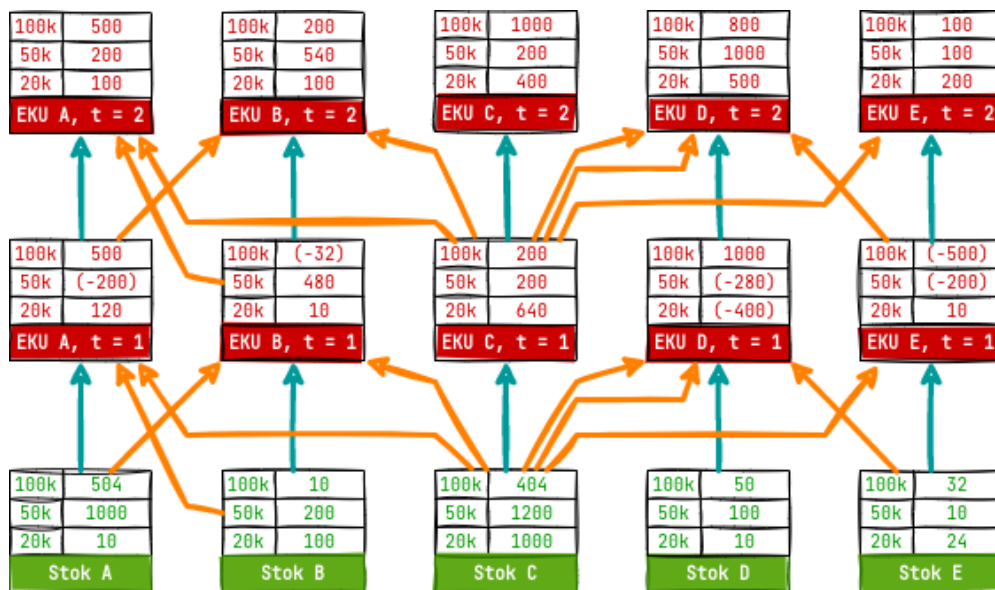 100k 500
50k 200
20k 100
EKU A, t = 2
100k 200
50k 540
20k 100
EKU B, t = 2
100k 1000
50k 200
20k 400
EKU C, t = 2
100k 800
50k 1000
20k 500
EKU D, t = 2
100k 100
50k 100
20k 200
EKU E, t = 2
100k 500
50k (-200)
20k 120
EKU A, t = 1
100k (-32)
50k 480
20k 10
EKU B, t = 1
100k 200
50k 200
20k 640
EKU C, t = 1
100k 1000
50k (-280)
20k (-400)
EKU D, t = 1
100k (-500)
50k (-200)
20k 10
EKU E, t = 1
100k 504
50k 1000
20k 10
Stok A
100k 10
50k 200
20k 100
Stok B
100k 404
50k 1200
20k 1000
Stok C
100k 50
50k 100
20k 10
Stok D
100k 32
50k 10
20k 24
Stok E